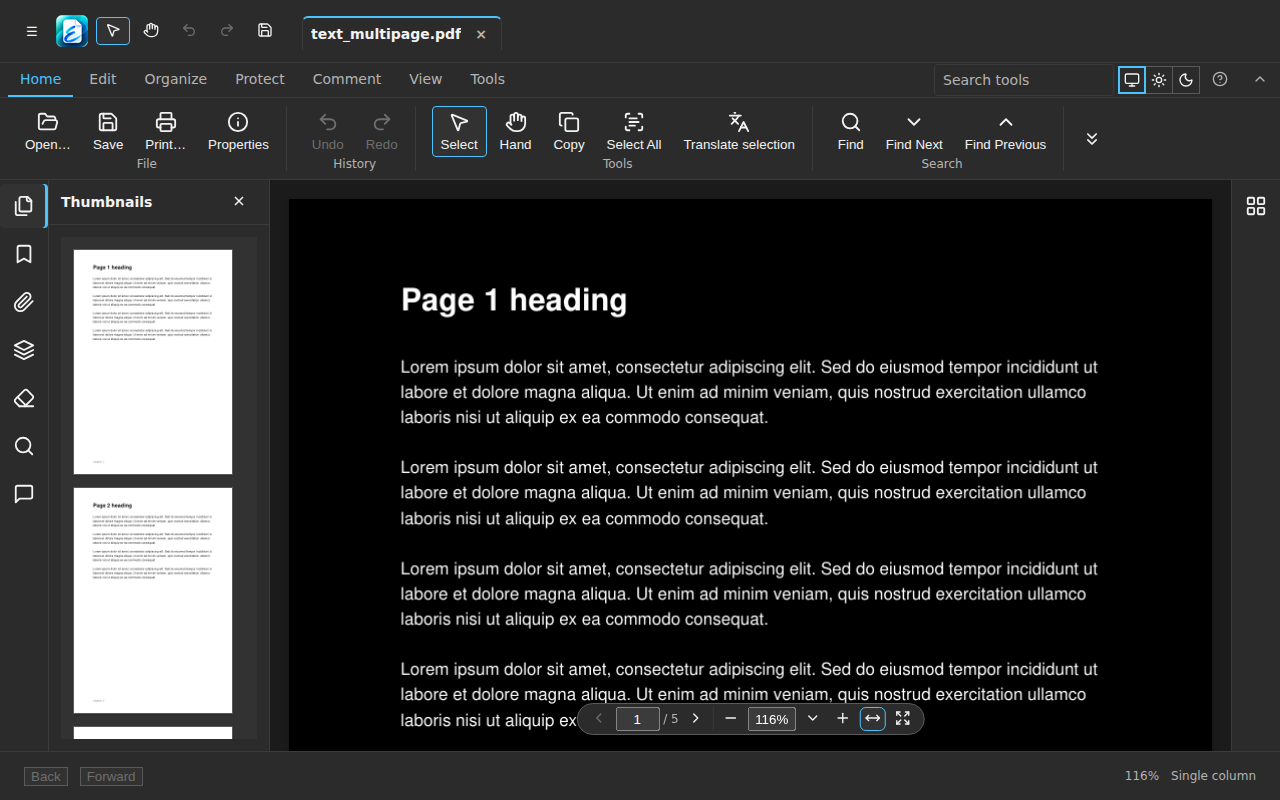 text_multipage.pdf
Home Edit Organize Protect Comment View Tools
Search tools
Open… Save Print… Properties Undo Redo Select Hand Copy Select All Translate selection Find Find Next Find Previous
File History Tools Search
Thumbnails
Page 1 heading
Page 2 heading
Page 1 heading
Lorem ipsum dolor sit amet, consectetur adipiscing elit. Sed do eiusmod tempor incididunt ut
labore et dolore magna aliqua. Ut enim ad minim veniam, quis nostrud exercitation ullamco
laboris nisi ut aliquip ex ea commodo consequat.
Lorem ipsum dolor sit amet, consectetur adipiscing elit. Sed do eiusmod tempor incididunt ut
labore et dolore magna aliqua. Ut enim ad minim veniam, quis nostrud exercitation ullamco
laboris nisi ut aliquip ex ea commodo consequat.
Lorem ipsum dolor sit amet, consectetur adipiscing elit. Sed do eiusmod tempor incididunt ut
labore et dolore magna aliqua. Ut enim ad minim veniam, quis nostrud exercitation ullamco
laboris nisi ut aliquip ex ea commodo consequat.
Lorem ipsum dolor sit amet, consectetur adipiscing elit. Sed do eiusmod tempor incididunt ut
labore et dolore magna aliqua. Ut enim ad minim veniam, quis nostrud exercitation ullamco
laboris nisi ut aliquip ex
1 / 5 116%
Back Forward 116% Single column